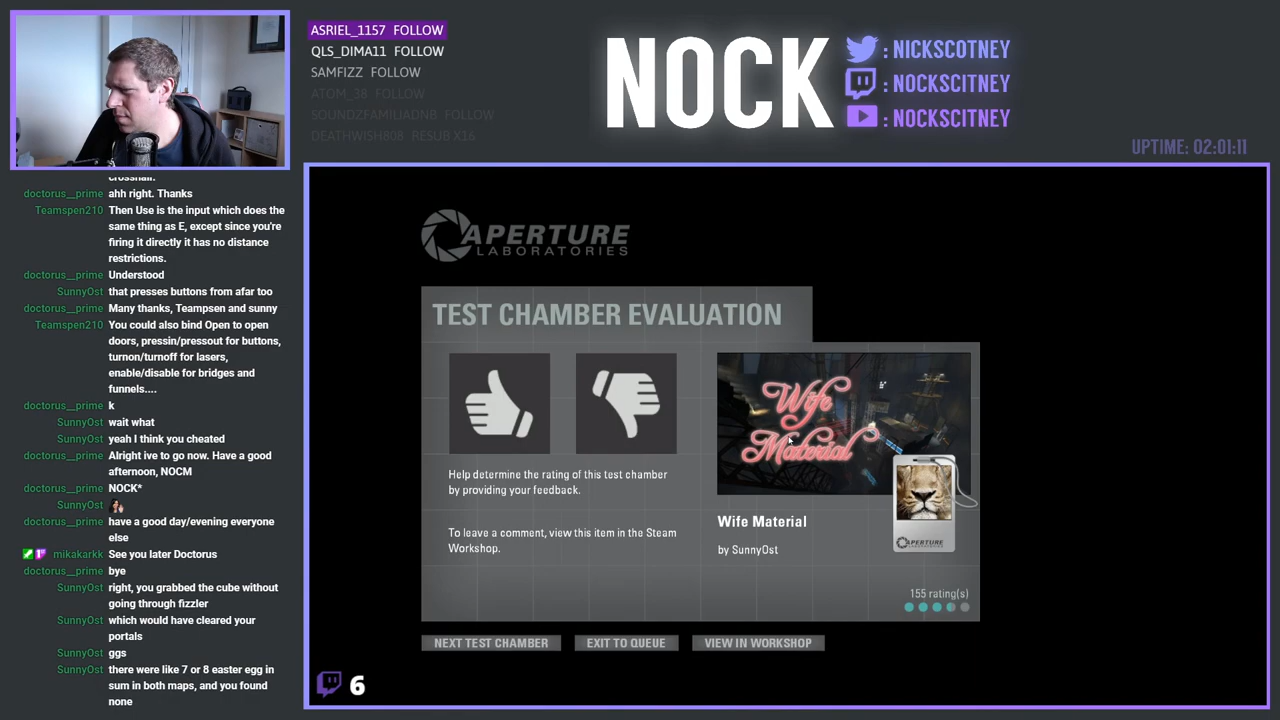 ASRIEL_1157 FOLLOW
QLS_DIMA11 FOLLOW
SAMFIZZ FOLLOW
ATOM_38 FOLLOW
SOUNDZFAMILIADNB FOLLOW
DEATHWISH808 RESUB X16
NOCK
: NICKSCOTNEY
: NOCKSCITNEY
: NOCKSCITNEY
UPTIME: 02:01:11
crosshair.
doctorus__prime ahh right. Thanks
Teamspen210 Then Use is the input which does the
same thing as E, except since you're
firing it directly it has no distance
restrictions.
doctorus__prime Understood
SunnyOst that presses buttons from afar too
doctorus__prime Many thanks, Teampsen and sunny
Teamspen210 You could also bind Open to open
doors, pressin/pressout for buttons,
turnon/turnoff for lasers,
enable/disable for bridges and
funnels....
doctorus__prime k
SunnyOst wait what
SunnyOst yeah I think you cheated
doctorus__prime Alright ive to go now. Have a good
afternoon, NOCM
doctorus__prime NOCK*
SunnyOst
doctorus__prime have a good day/evening everyone
else
mikakarkk See you later Doctorus
doctorus__prime bye
SunnyOst right, you grabbed the cube without
going through fizzler
SunnyOst which would have cleared your
portals
SunnyOst ggs
SunnyOst there were like 7 or 8 easter egg in
sum in both maps, and you found
none
APERTURE
LABORATORIES
TEST CHAMBER EVALUATION
Wife
Material
Help determine the rating of this test chamber
by providing your feedback.
To leave a comment, view this item in the Steam
Workshop.
Wife Material
by SunnyOst
APERTURE
155 rating(s)
NEXT TEST CHAMBER
EXIT TO QUEUE
VIEW IN WORKSHOP
6